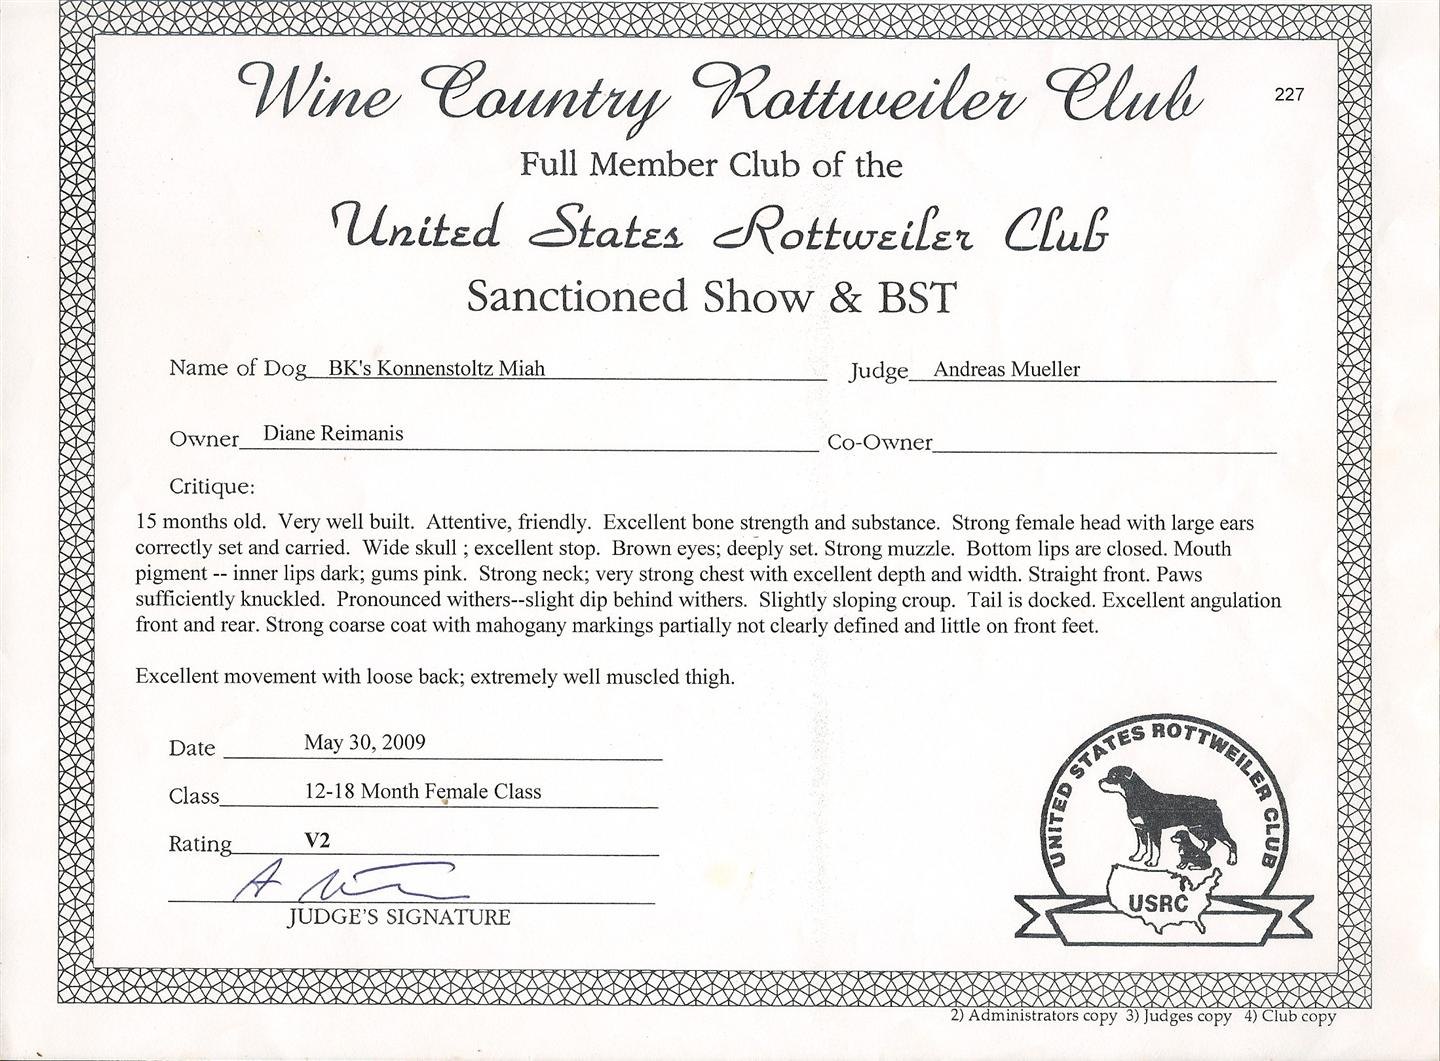 Wine Country Rottweiler Club
227
Full Member Club of the
United States Rottweiler Club
Sanctioned Show & BST
Name of Dog BK's Konnenstoltz Miah Judge Andreas Mueller
Owner Diane Reimanis Co-Owner
Critique:
15 months old. Very well built. Attentive, friendly. Excellent bone strength and substance. Strong female head with large ears
correctly set and carried. Wide skull ; excellent stop. Brown eyes; deeply set. Strong muzzle. Bottom lips are closed. Mouth
pigment -- inner lips dark; gums pink. Strong neck; very strong chest with excellent depth and width. Straight front. Paws
sufficiently knuckled. Pronounced withers--slight dip behind withers. Slightly sloping croup. Tail is docked. Excellent angulation
front and rear. Strong coarse coat with mahogany markings partially not clearly defined and little on front feet.
Excellent movement with loose back; extremely well muscled thigh.
Date May 30, 2009
Class 12-18 Month Female Class
Rating V2
JUDGE'S SIGNATURE
UNITED STATES ROTTWEILER CLUB
USRC
2) Administrators copy 3) Judges copy 4) Club copy